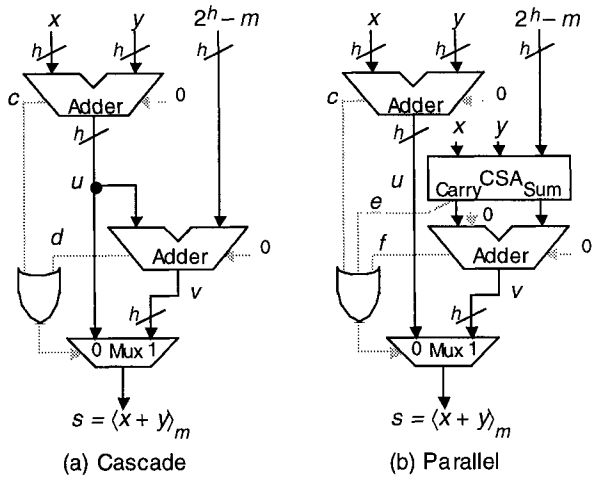 x y 2^h – m
h h h
Adder
c
0
h
u
d
Adder
0
v
h
0 Mux 1
s = ⟨x + y⟩_m
(a) Cascade
x y 2^h – m
h h h
Adder
c
0
h
x y
u
Carry CSA Sum
e
0
f
Adder
0
v
h
0 Mux 1
s = ⟨x + y⟩_m
(b) Parallel